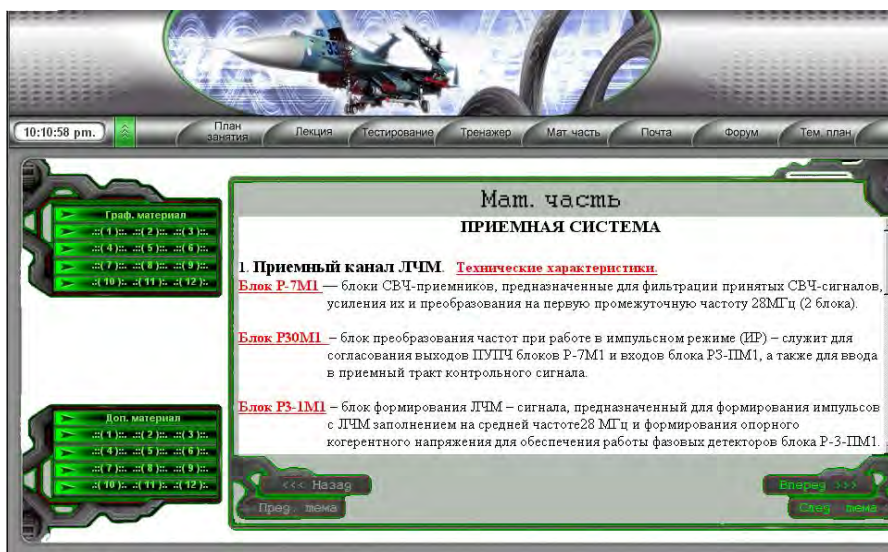 33
10:10:58 pm.
План занятия
Лекция
Тестирование
Тренажер
Мат. часть
Почта
Форум
Тем. план
Граф. материал
.::( 1 )::. .::( 2 )::. .::( 3 )::.
.::( 4 )::. .::( 5 )::. .::( 6 )::.
.::( 7 )::. .::( 8 )::. .::( 9 )::.
.::( 10 )::. .::( 11 )::. .::( 12 )::.
Доп. материал
.::( 1 )::. .::( 2 )::. .::( 3 )::.
.::( 4 )::. .::( 5 )::. .::( 6 )::.
.::( 7 )::. .::( 8 )::. .::( 9 )::.
.::( 10 )::. .::( 11 )::. .::( 12 )::.
Мат. часть
ПРИЕМНАЯ СИСТЕМА
1. Приемный канал ЛЧМ. Технические характеристики.
Блок Р-7М1 — блоки СВЧ-приемников, предназначенные для фильтрации принятых СВЧ-сигналов,
усиления их и преобразования на первую промежуточную частоту 28МГц (2 блока).
Блок Р30М1 – блок преобразования частот при работе в импульсном режиме (ИР) – служит для
согласования выходов ПУПЧ блоков Р-7М1 и входов блока Р3-ПМ1, а также для ввода
в приемный тракт контрольного сигнала.
Блок Р3-1М1 – блок формирования ЛЧМ – сигнала, предназначенный для формирования импульсов
с ЛЧМ заполнением на средней частоте28 МГц и формирования опорного
когерентного напряжения для обеспечения работы фазовых детекторов блока Р-3-ПМ1.
<<< Назад
Пред. тема
Вперед >>>
След. тема